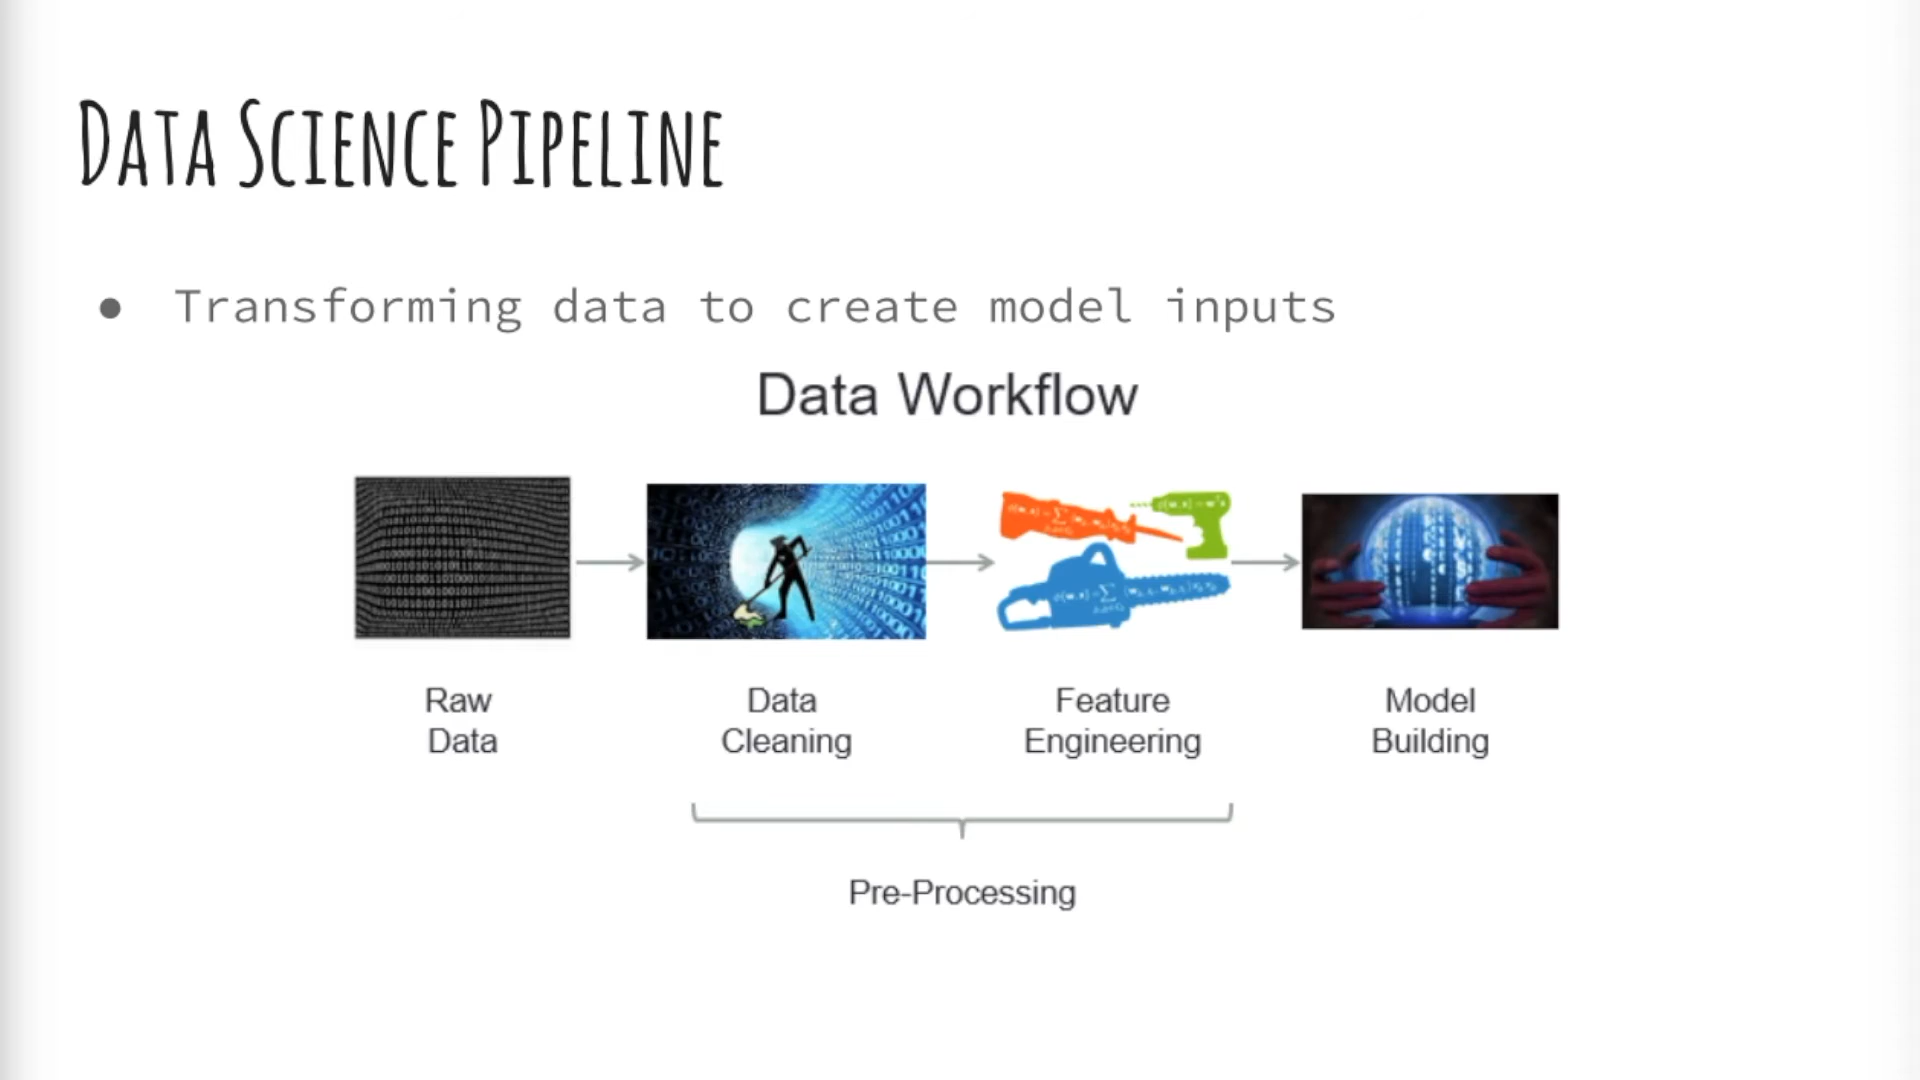 DATA SCIENCE PIPELINE
● Transforming data to create model inputs
Data Workflow
Raw
Data
Data
Cleaning
Feature
Engineering
Model
Building
Pre-Processing